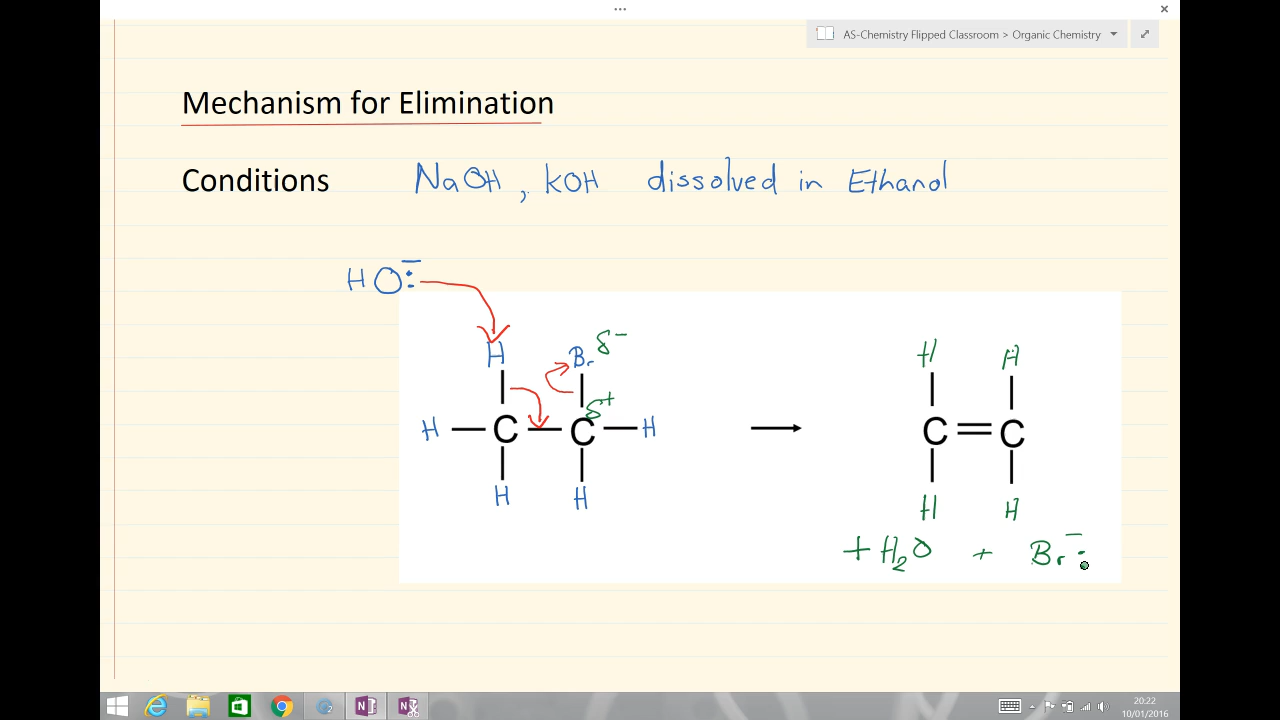 AS-Chemistry Flipped Classroom > Organic Chemistry
Mechanism for Elimination
Conditions NaOH, KOH dissolved in Ethanol
HO:⁻
H Br δ− H H
δ+
H C C H → C = C
H H H H
+ H₂O + Br:⁻
20:22
10/01/2016